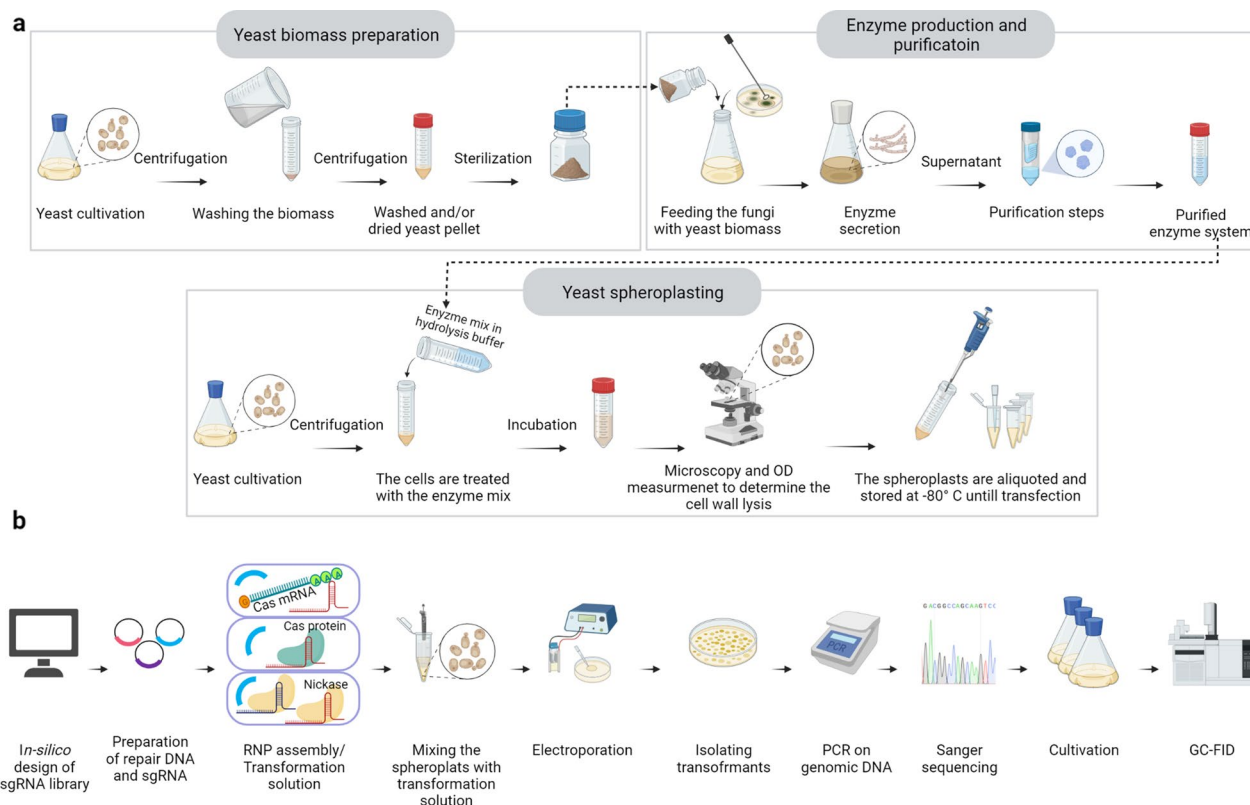 a
Yeast biomass preparation
Enzyme production and
purificatoin
Centrifugation
Centrifugation
Sterilization
Supernatant
Yeast cultivation
Washing the biomass
Washed and/or
dried yeast pellet
Feeding the fungi
with yeast biomass
Enyzme
secretion
Purification steps
Purified
enzyme system
Yeast spheroplasting
Enyzme mix in
hydrolysis buffer
Centrifugation
Incubation
Yeast cultivation
The cells are treated
with the enzyme mix
Microscopy and OD
measurmenet to determine the
cell wall lysis
The spheroplasts are aliquoted and
stored at -80° C untill transfection
b
G
A A A
Cas mRNA
Cas protein
Nickase
PCR
GACGGCCAGCAAGTCC
In-silico
design of
sgRNA library
Preparation
of repair DNA
and sgRNA
RNP assembly/
Transformation
solution
Mixing the
spheroplats with
transformation
solution
Electroporation
Isolating
transofrmants
PCR on
genomic DNA
Sanger
sequencing
Cultivation
GC-FID